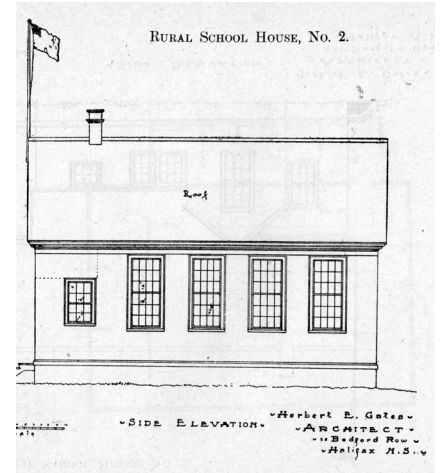 RURAL SCHOOL HOUSE, NO. 2.
Roof
SIDE ELEVATION
Herbert E. Gates
ARCHITECT
Bedford Row
Halifax N.S.